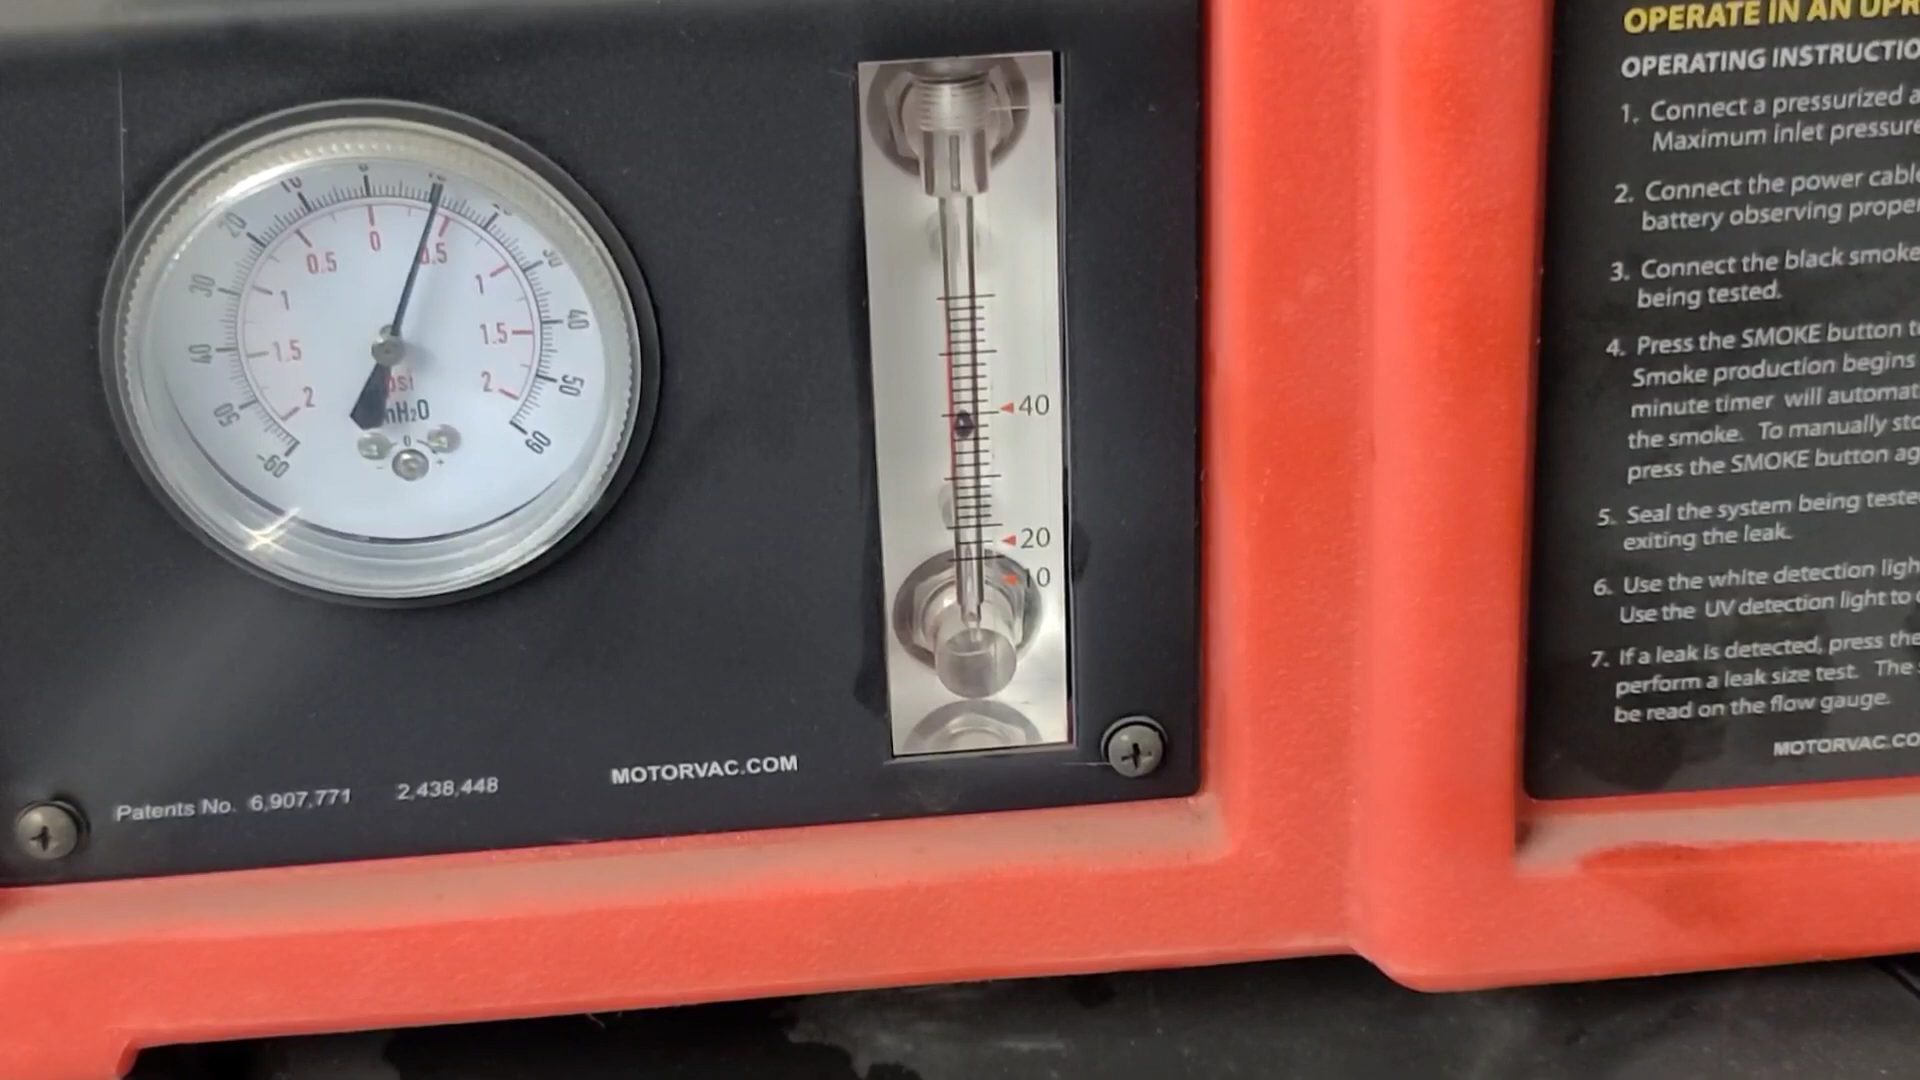 10 0
20 30
30 40
40 50
50 60
-60
0.5 0 0.5
1 1
1.5 1.5
2 2
psi
0
- +
40
20
10
Patents No. 6,907,771 2,438,448
MOTORVAC.COM
OPERATE IN AN
OPERATING
1. Connect a pressurized
Maximum inlet pressure
2. Connect the power
battery observing
3. Connect the black smoke
being tested.
4. Press the SMOKE button
Smoke production begins
minute timer will
the smoke. To manually
press the SMOKE button
5. Seal the system being
exiting the leak.
6. Use the white detection
Use the UV detection light to
7. If a leak is detected, press the
perform a leak size test. The
be read on the flow gauge.